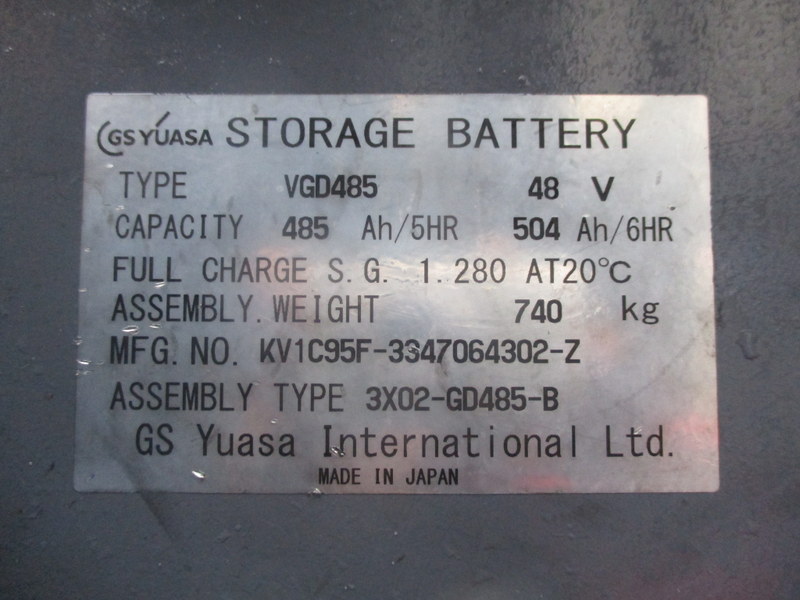 GS YUASA STORAGE BATTERY
TYPE VGD485 48 V
CAPACITY 485 Ah/5HR 504 Ah/6HR
FULL CHARGE S.G. 1.280 AT20℃
ASSEMBLY.WEIGHT 740 kg
MFG.NO. KV1C95F-3S47064302-Z
ASSEMBLY TYPE 3X02-GD485-B
GS Yuasa International Ltd.
MADE IN JAPAN